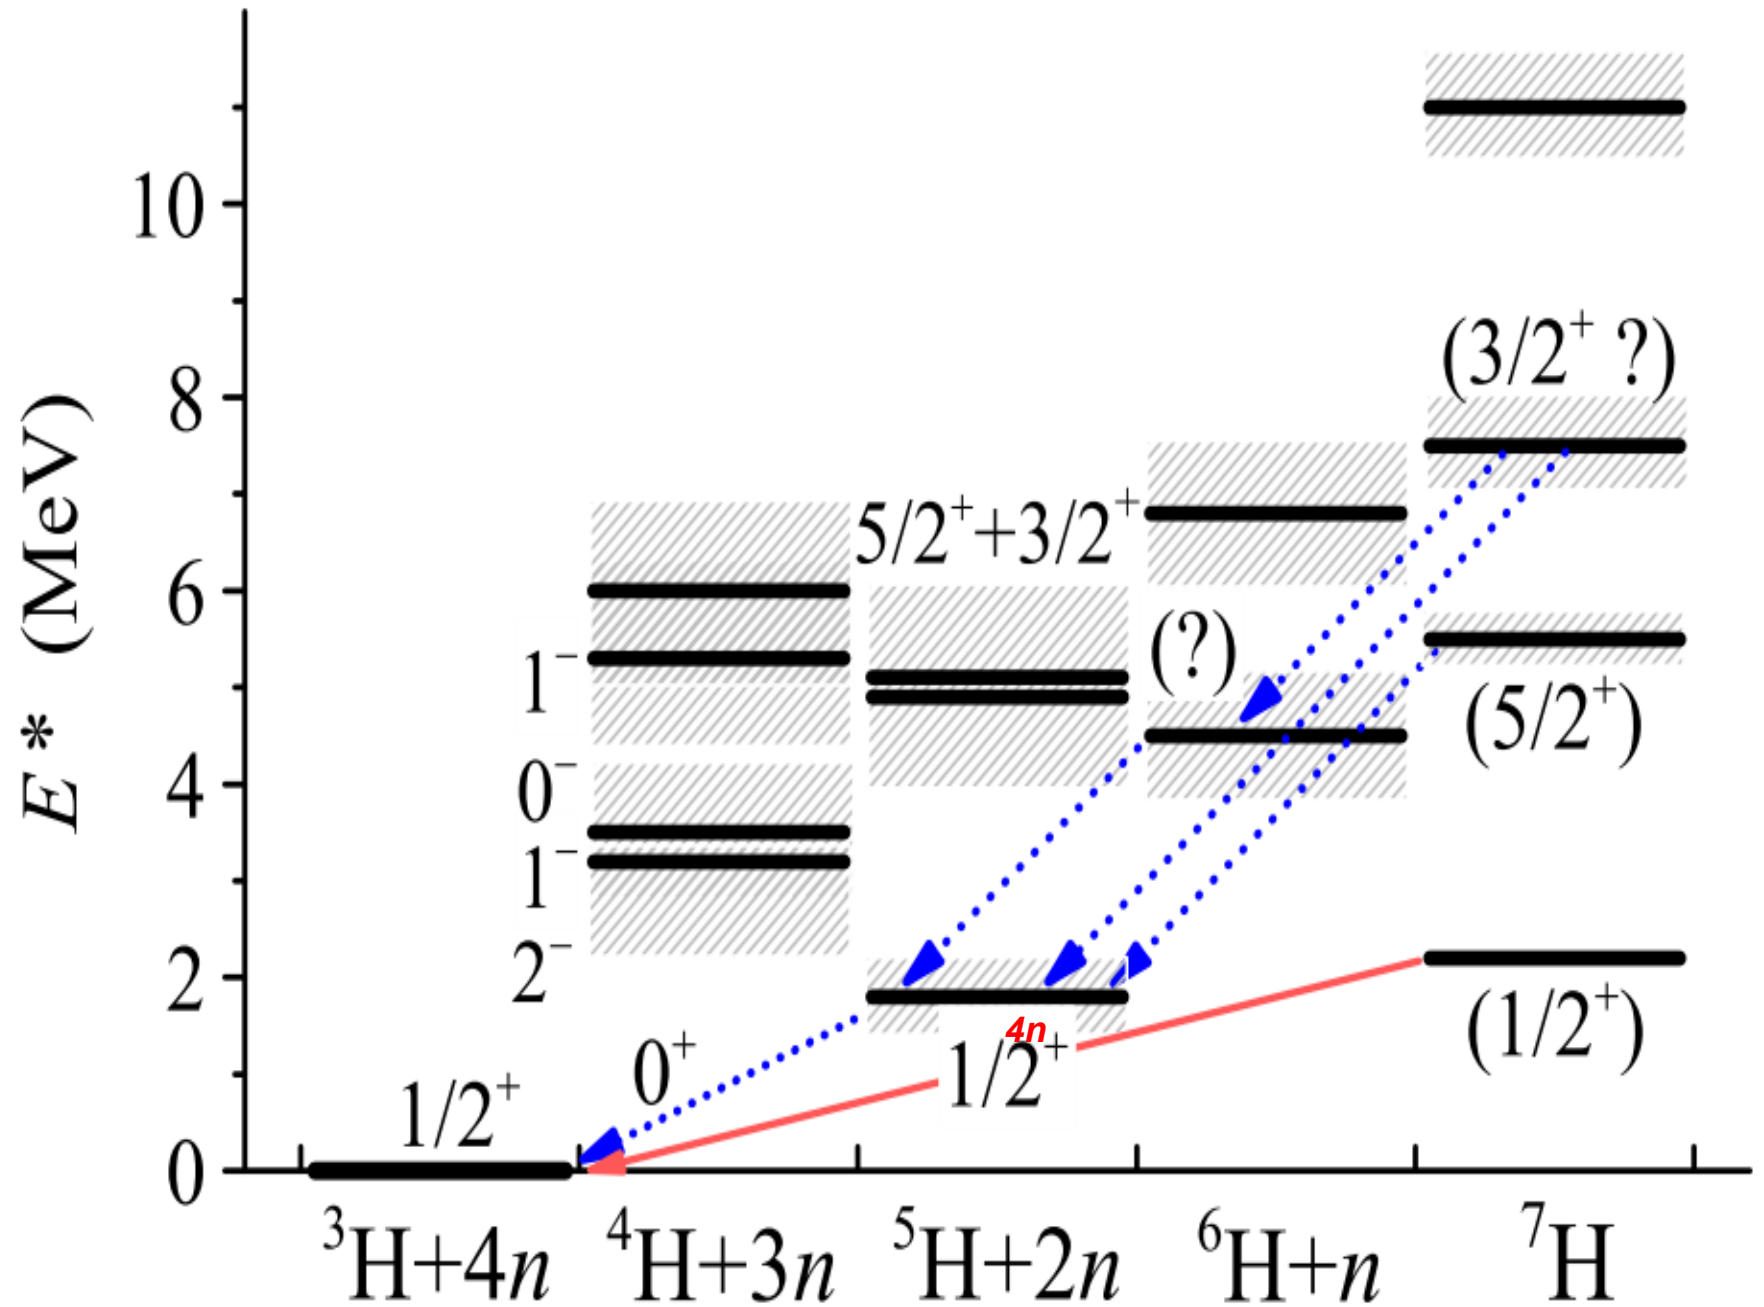 E* (MeV)
10
8
6
4
2
0
(3/2⁺ ?)
5/2⁺+3/2⁺
(?)
1⁻
(5/2⁺)
0⁻
1⁻
2⁻
4n
(1/2⁺)
0⁺
1/2⁺
1/2⁺
³H+4n
⁴H+3n
⁵H+2n
⁶H+n
⁷H